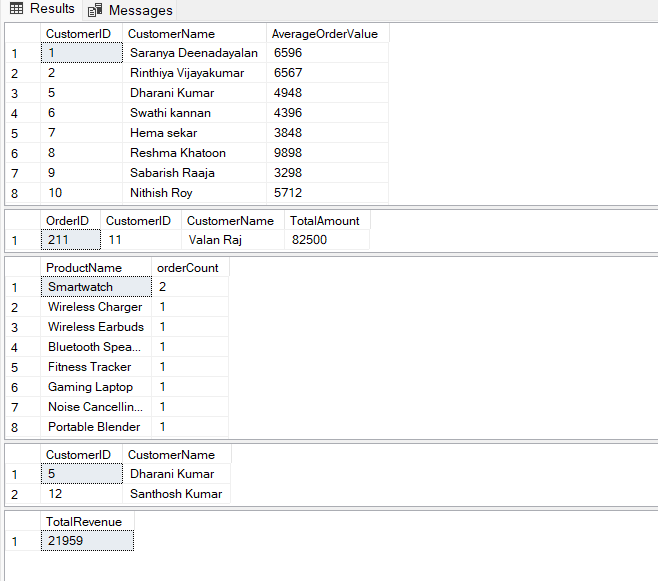 Results Messages
CustomerID CustomerName AverageOrderValue
1 1 Saranya Deenadayalan 6596
2 2 Rinthiya Vijayakumar 6567
3 5 Dharani Kumar 4948
4 6 Swathi kannan 4396
5 7 Hema sekar 3848
6 8 Reshma Khatoon 9898
7 9 Sabarish Raaja 3298
8 10 Nithish Roy 5712
OrderID CustomerID CustomerName TotalAmount
1 211 11 Valan Raj 82500
ProductName orderCount
1 Smartwatch 2
2 Wireless Charger 1
3 Wireless Earbuds 1
4 Bluetooth Spea... 1
5 Fitness Tracker 1
6 Gaming Laptop 1
7 Noise Cancellin... 1
8 Portable Blender 1
CustomerID CustomerName
1 5 Dharani Kumar
2 12 Santhosh Kumar
TotalRevenue
1 21959